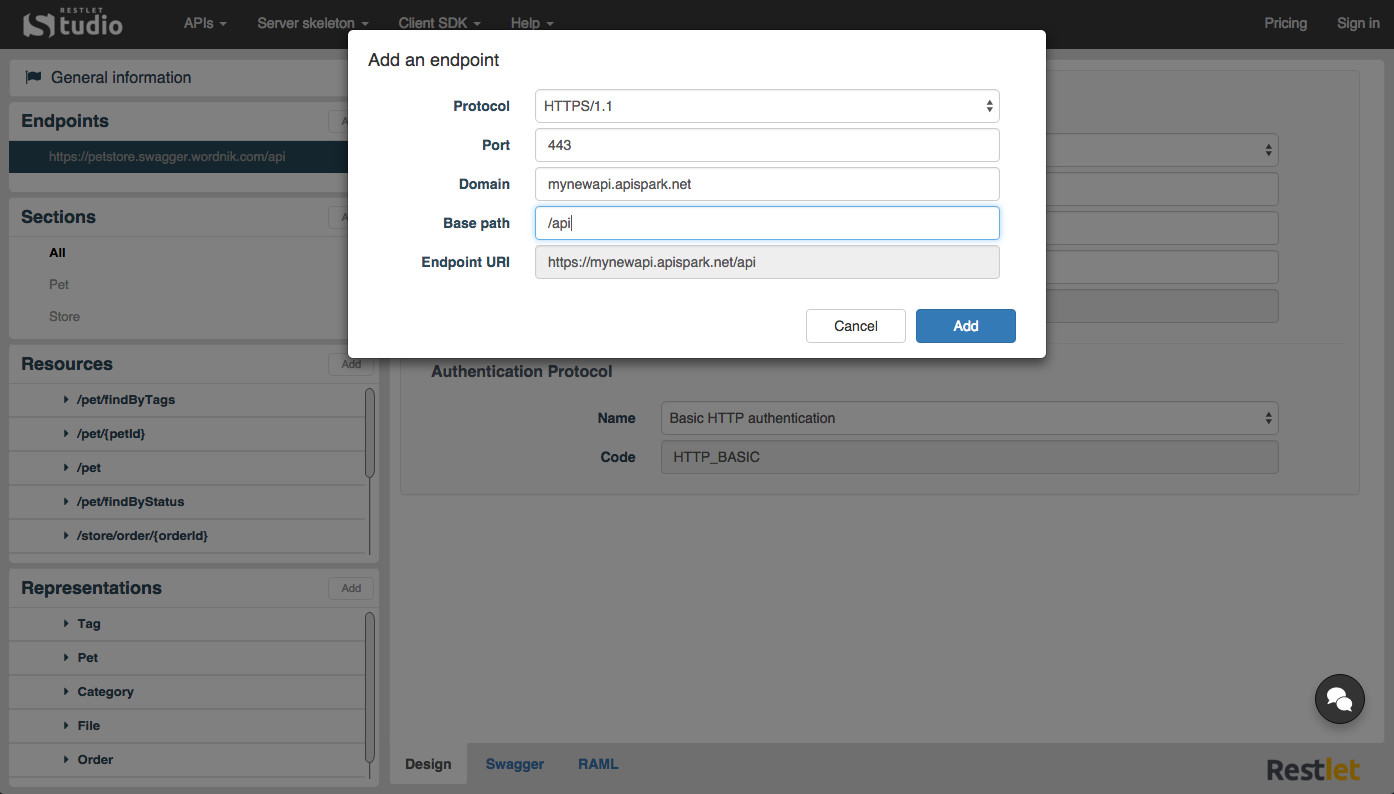 RESTLET
Studio
APIs
Server skeleton
Client SDK
Help
Pricing
Sign in
Add an endpoint
Protocol
HTTPS/1.1
Port
443
Domain
mynewapi.apispark.net
Base path
/api
Endpoint URI
https://mynewapi.apispark.net/api
Cancel
Add
General information
Endpoints
https://petstore.swagger.wordnik.com/api
Sections
All
Pet
Store
Resources
Add
/pet/findByTags
/pet/{petId}
/pet
/pet/findByStatus
/store/order/{orderId}
Representations
Add
Tag
Pet
Category
File
Order
Authentication Protocol
Name
Basic HTTP authentication
Code
HTTP_BASIC
Design
Swagger
RAML
Restlet